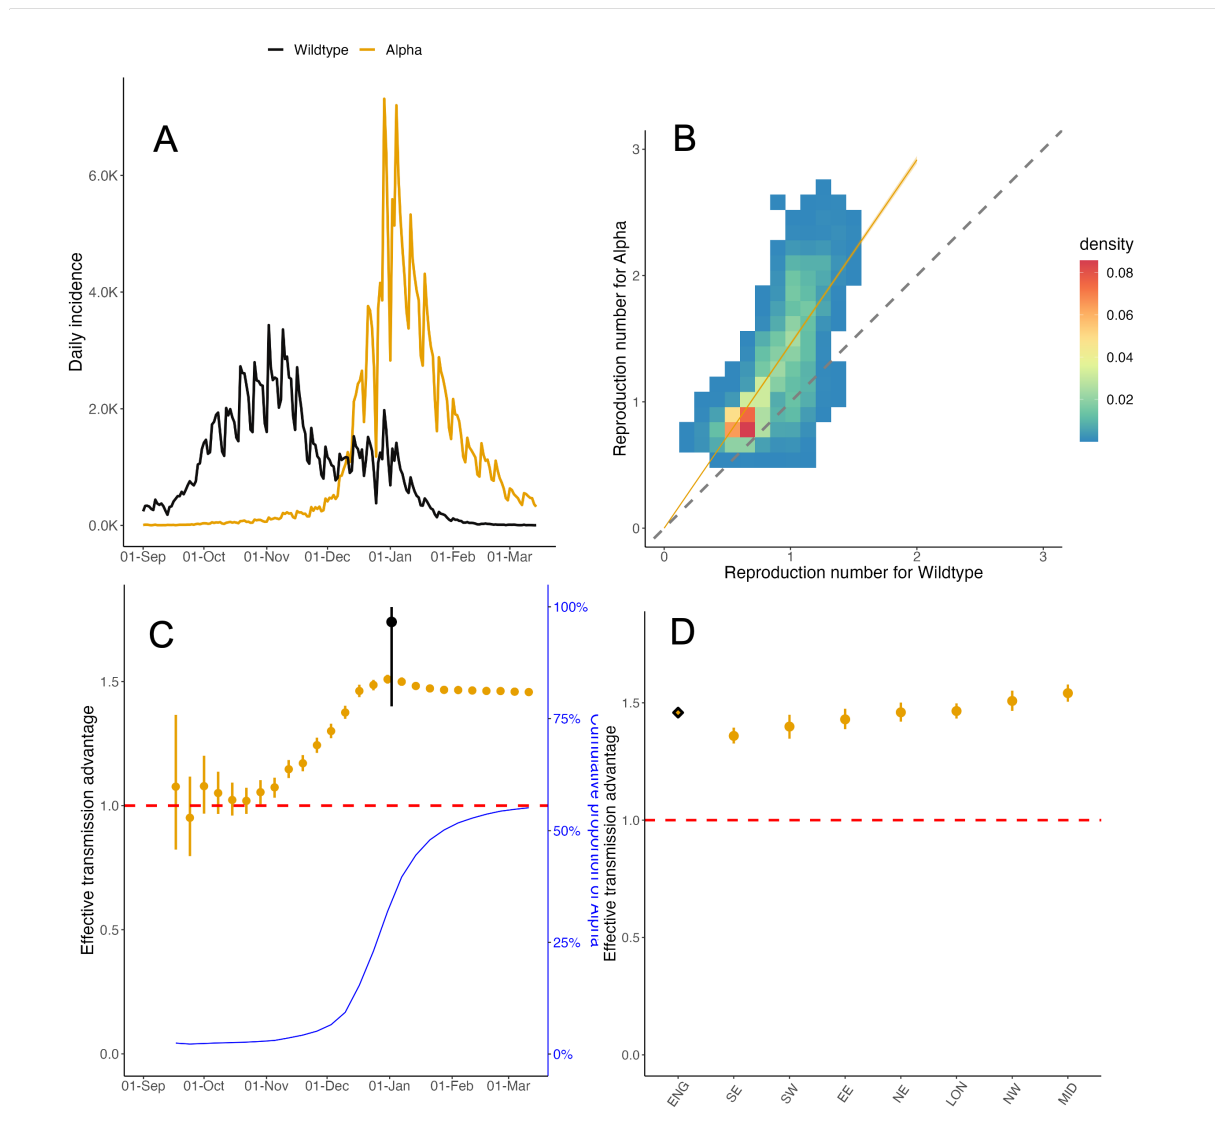 Wildtype Alpha
A
Daily incidence
6.0K
4.0K
2.0K
0.0K
01-Sep 01-Oct 01-Nov 01-Dec 01-Jan 01-Feb 01-Mar
B
Reproduction number for Alpha
3
2
1
0
0 1 2 3
Reproduction number for Wildtype
density
0.08
0.06
0.04
0.02
C
Effective transmission advantage
1.5
1.0
0.5
0.0
01-Sep 01-Oct 01-Nov 01-Dec 01-Jan 01-Feb 01-Mar
100%
75%
50%
25%
0%
Cumulative proportion of Alpha
D
Effective transmission advantage
1.5
1.0
0.5
0.0
ENG SE SW EE NE LON NW MID